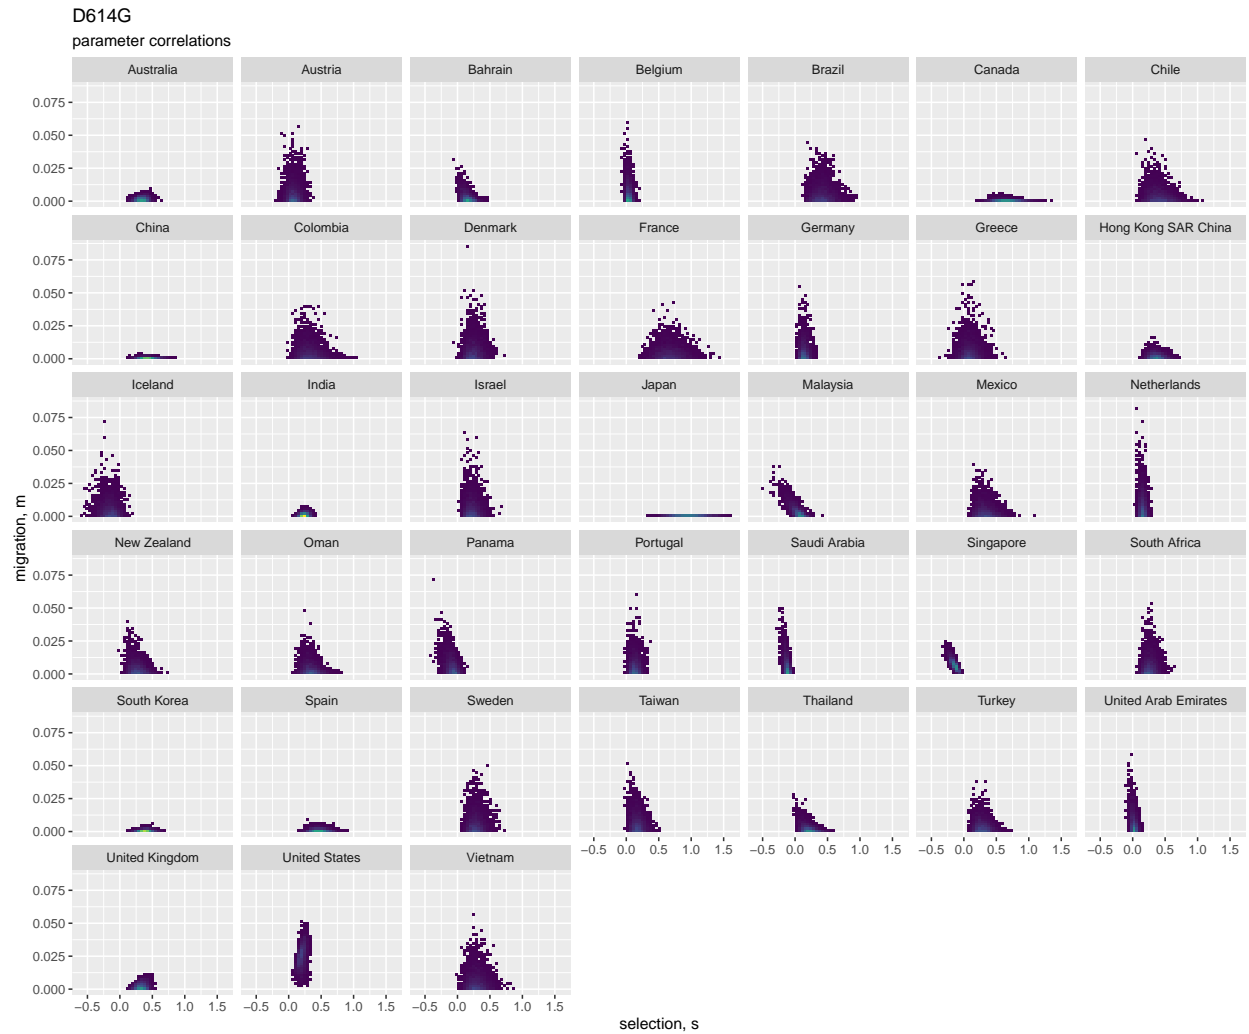 D614G
parameter correlations
Australia Austria Bahrain Belgium Brazil Canada Chile
0.075
0.050
0.025
0.000
China Colombia Denmark France Germany Greece Hong Kong SAR China
0.075
0.050
0.025
0.000
Iceland India Israel Japan Malaysia Mexico Netherlands
0.075
0.050
0.025
0.000
migration, m
New Zealand Oman Panama Portugal Saudi Arabia Singapore South Africa
0.075
0.050
0.025
0.000
South Korea Spain Sweden Taiwan Thailand Turkey United Arab Emirates
0.075
0.050
0.025
0.000
−0.5 0.0 0.5 1.0 1.5 −0.5 0.0 0.5 1.0 1.5 −0.5 0.0 0.5 1.0 1.5 −0.5 0.0 0.5 1.0 1.5
United Kingdom United States Vietnam
0.075
0.050
0.025
0.000
−0.5 0.0 0.5 1.0 1.5 −0.5 0.0 0.5 1.0 1.5 −0.5 0.0 0.5 1.0 1.5
selection, s